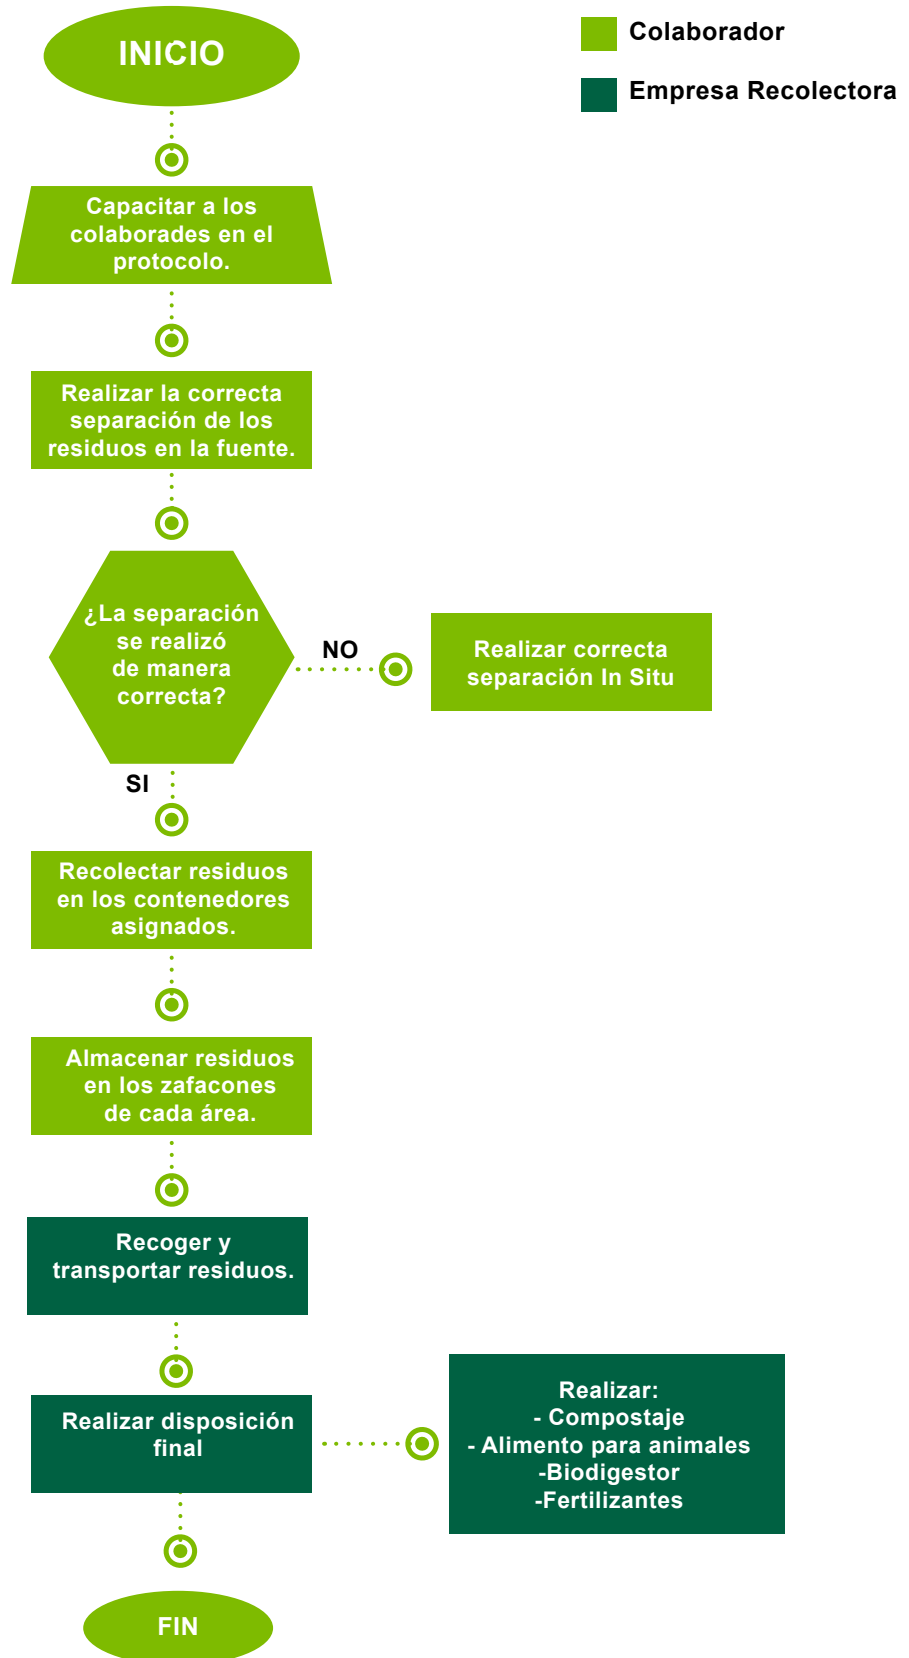 INICIO
Colaborador
Empresa Recolectora
Capacitar a los
colaborades en el
protocolo.
Realizar la correcta
separación de los
residuos en la fuente.
¿La separación
se realizó
de manera
correcta?
NO
Realizar correcta
separación In Situ
SI
Recolectar residuos
en los contenedores
asignados.
Almacenar residuos
en los zafacones
de cada área.
Recoger y
transportar residuos.
Realizar disposición
final
Realizar:
- Compostaje
- Alimento para animales
-Biodigestor
-Fertilizantes
FIN